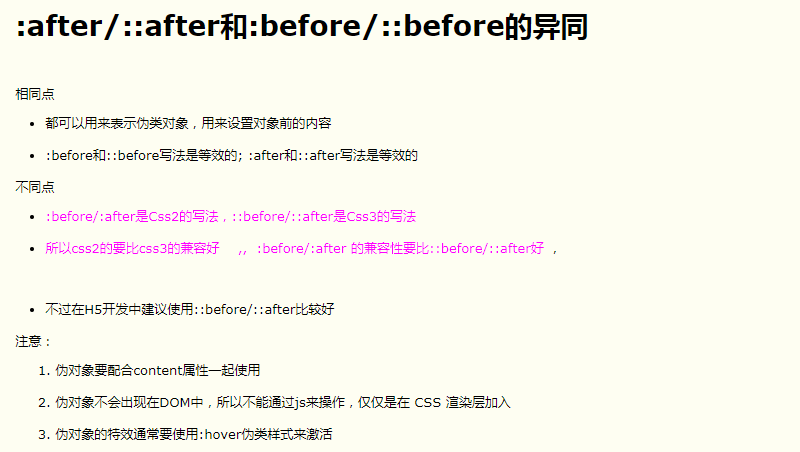 :after/::after和:before/::before的异同
相同点
• 都可以用来表示伪类对象，用来设置对象前的内容
• :before和::before写法是等效的; :after和::after写法是等效的
不同点
• :before/:after是Css2的写法，::before/::after是Css3的写法
• 所以css2的要比css3的兼容好 ,, :before/:after 的兼容性要比::before/::after好 ，
• 不过在H5开发中建议使用::before/::after比较好
注意：
1. 伪对象要配合content属性一起使用
2. 伪对象不会出现在DOM中，所以不能通过js来操作，仅仅是在 CSS 渲染层加入
3. 伪对象的特效通常要使用:hover伪类样式来激活